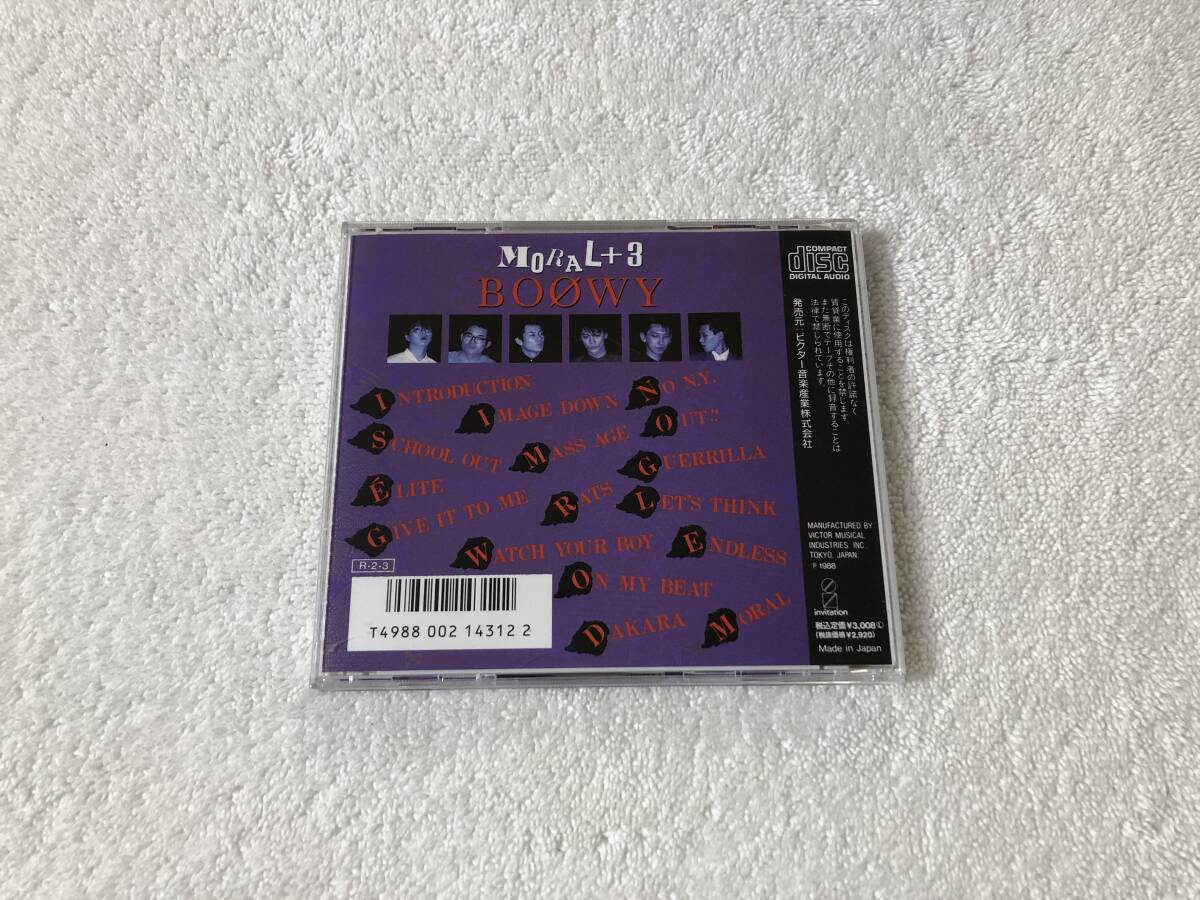 MORAL+3
BOØWY
INTRODUCTION
IMAGE DOWN
NO N.Y.
SCHOOL OUT
MASS AGE
OUT!!
ÉLITE
GIVE IT TO ME
RATS
GUERRILLA
LET'S THINK
WATCH YOUR BOY
ENDLESS
ON MY BEAT
DAKARA
MORAL
R-2-3
T4988 002 14312 2
COMPACT
disc
DIGITAL AUDIO
このディスクは権利者の許諾なく
賃貸業に使用することを禁じます。
また無断でテープその他に録音することは
法律で禁じられています。
発売元:ビクター音楽産業株式会社
MANUFACTURED BY
VICTOR MUSICAL
INDUSTRIES, INC.,
TOKYO, JAPAN
℗ 1988
invitation
税込定価¥3,008Ⓛ
(税抜価格¥2,920)
Made in Japan